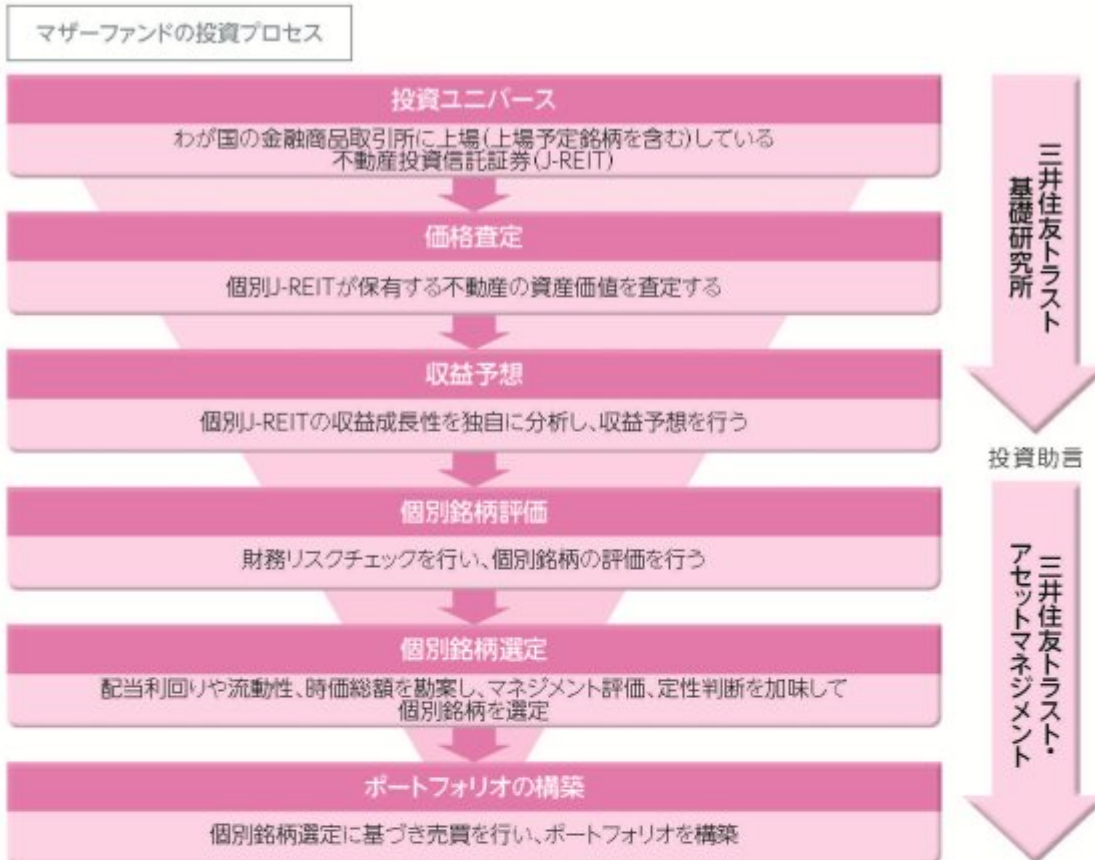 マザーファンドの投資プロセス
投資ユニバース
わが国の金融商品取引所に上場(上場予定銘柄を含む)している
不動産投資信託証券(J-REIT)
価格査定
個別J-REITが保有する不動産の資産価値を査定する
収益予想
個別J-REITの収益成長性を独自に分析し、収益予想を行う
個別銘柄評価
財務リスクチェックを行い、個別銘柄の評価を行う
個別銘柄選定
配当利回りや流動性、時価総額を勘案し、マネジメント評価、定性判断を加味して
個別銘柄を選定
ポートフォリオの構築
個別銘柄選定に基づき売買を行い、ポートフォリオを構築
三井住友トラスト
基礎研究所
投資助言
三井住友トラスト・
アセットマネジメント